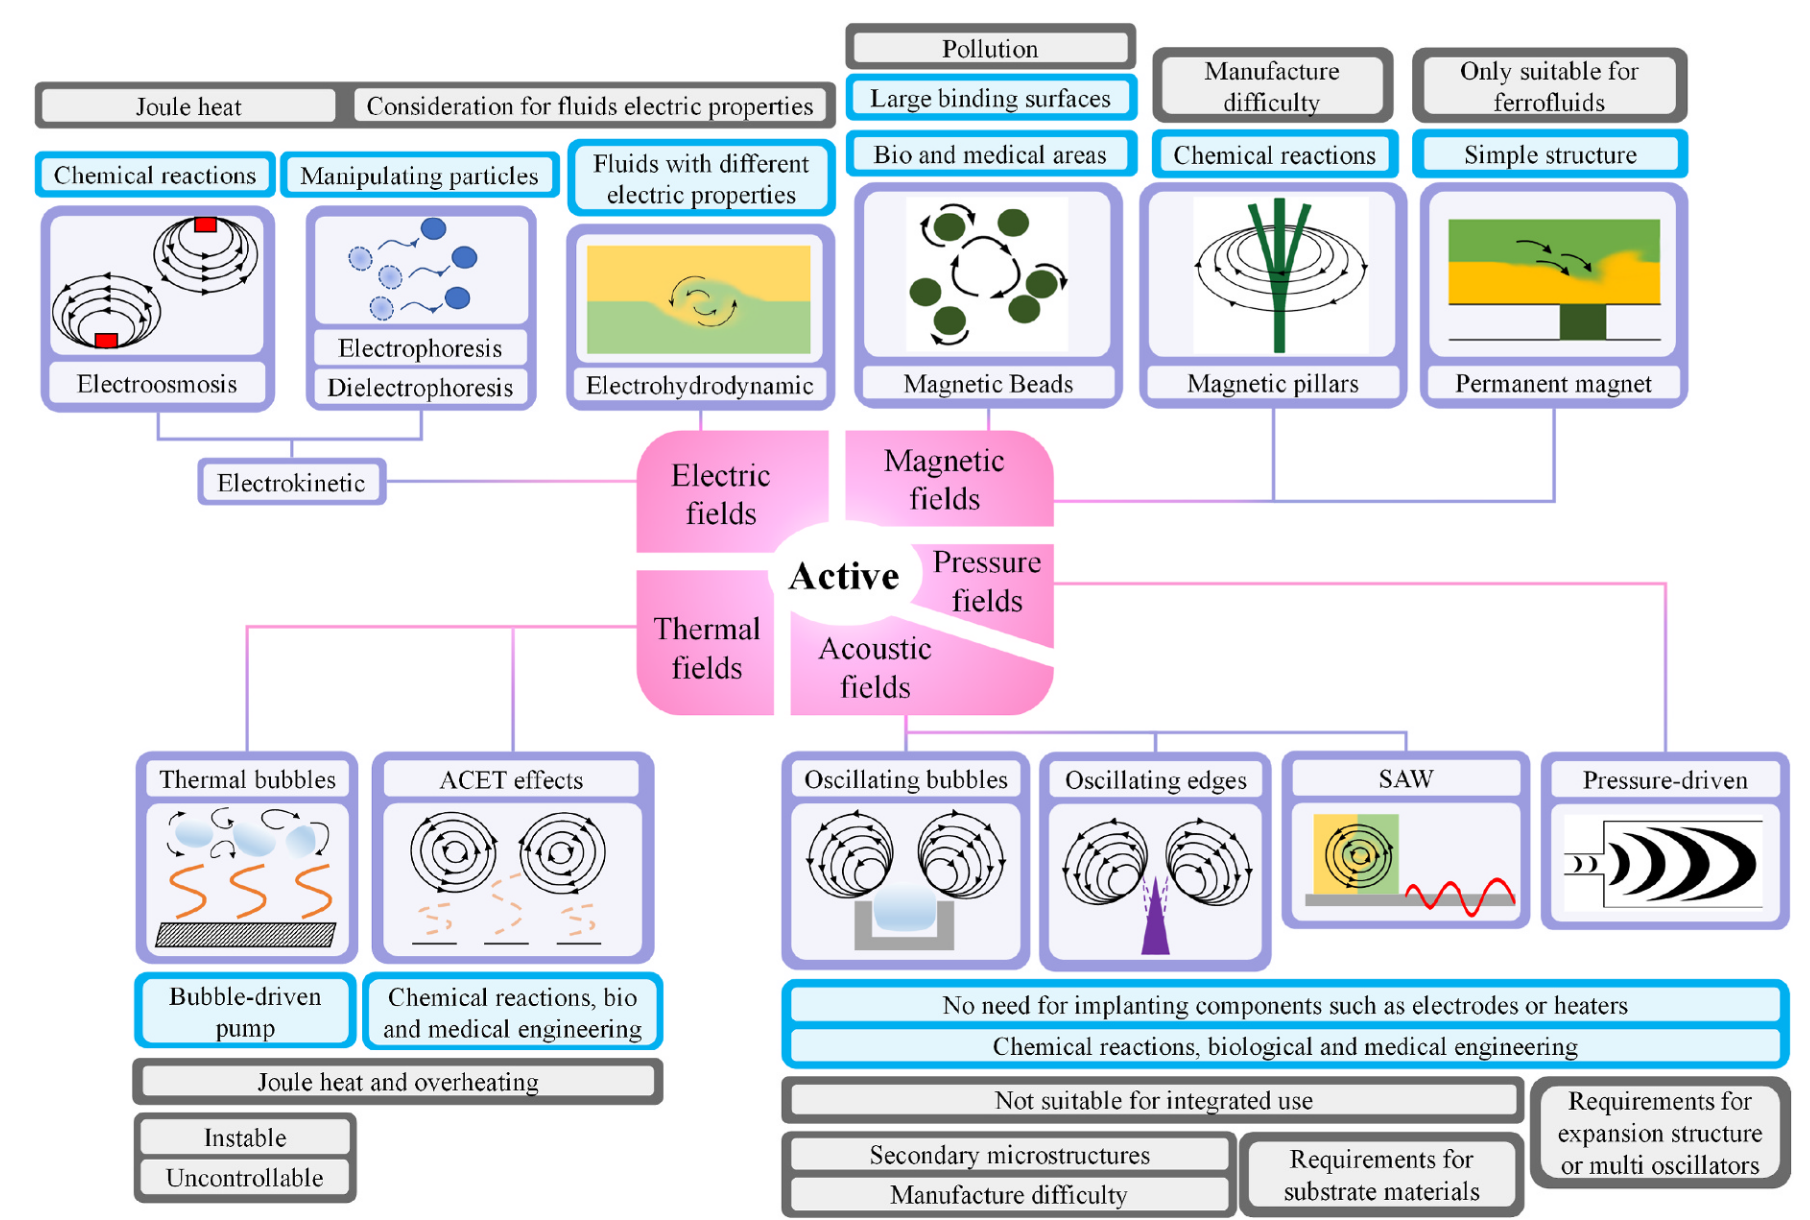 Pollution
Large binding surfaces
Bio and medical areas
Manufacture
difficulty
Chemical reactions
Only suitable for
ferrofluids
Simple structure
Joule heat
Consideration for fluids electric properties
Chemical reactions
Manipulating particles
Fluids with different
electric properties
Electroosmosis
Electrophoresis
Dielectrophoresis
Electrohydrodynamic
Magnetic Beads
Magnetic pillars
Permanent magnet
Electrokinetic
Electric
fields
Magnetic
fields
Active
Pressure
fields
Thermal
fields
Acoustic
fields
Thermal bubbles
ACET effects
Oscillating bubbles
Oscillating edges
SAW
Pressure-driven
Bubble-driven
pump
Chemical reactions, bio
and medical engineering
Joule heat and overheating
Instable
Uncontrollable
No need for implanting components such as electrodes or heaters
Chemical reactions, biological and medical engineering
Not suitable for integrated use
Secondary microstructures
Manufacture difficulty
Requirements for
substrate materials
Requirements for
expansion structure
or multi oscillators